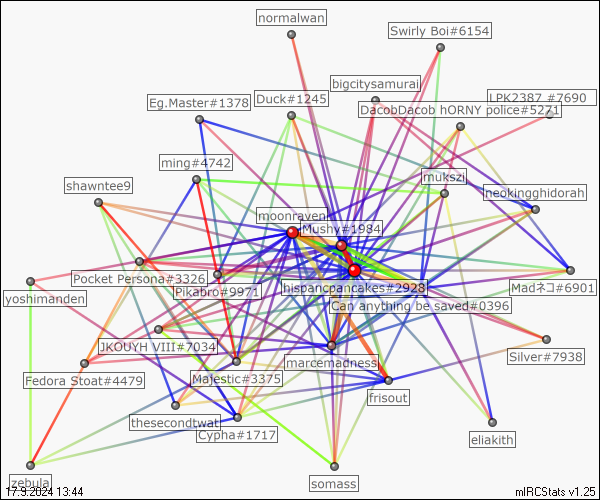 normalwan
Swirly Boi#6154
bigcitysamurai
LPK2387 #7690
Eg.Master#1378
Duck#1245
DacobDacob hORNY police#5271
ming#4742
mukszi
shawntee9
neokingghidorah
moonraven
Mushy#1984
Pocket Persona#3326
Pikabro#9971
hispanicpancakes#2928
Madネコ#6901
yoshimanden
Can anything be saved#0396
JKOUYH VIII#7034
marcemadness
Silver#7938
Fedora Stoat#4479
Majestic#3375
frisout
thesecondtwat
Cypha#1717
eliakith
zebula
somass
17.9.2024 13:44
mIRCStats v1.25